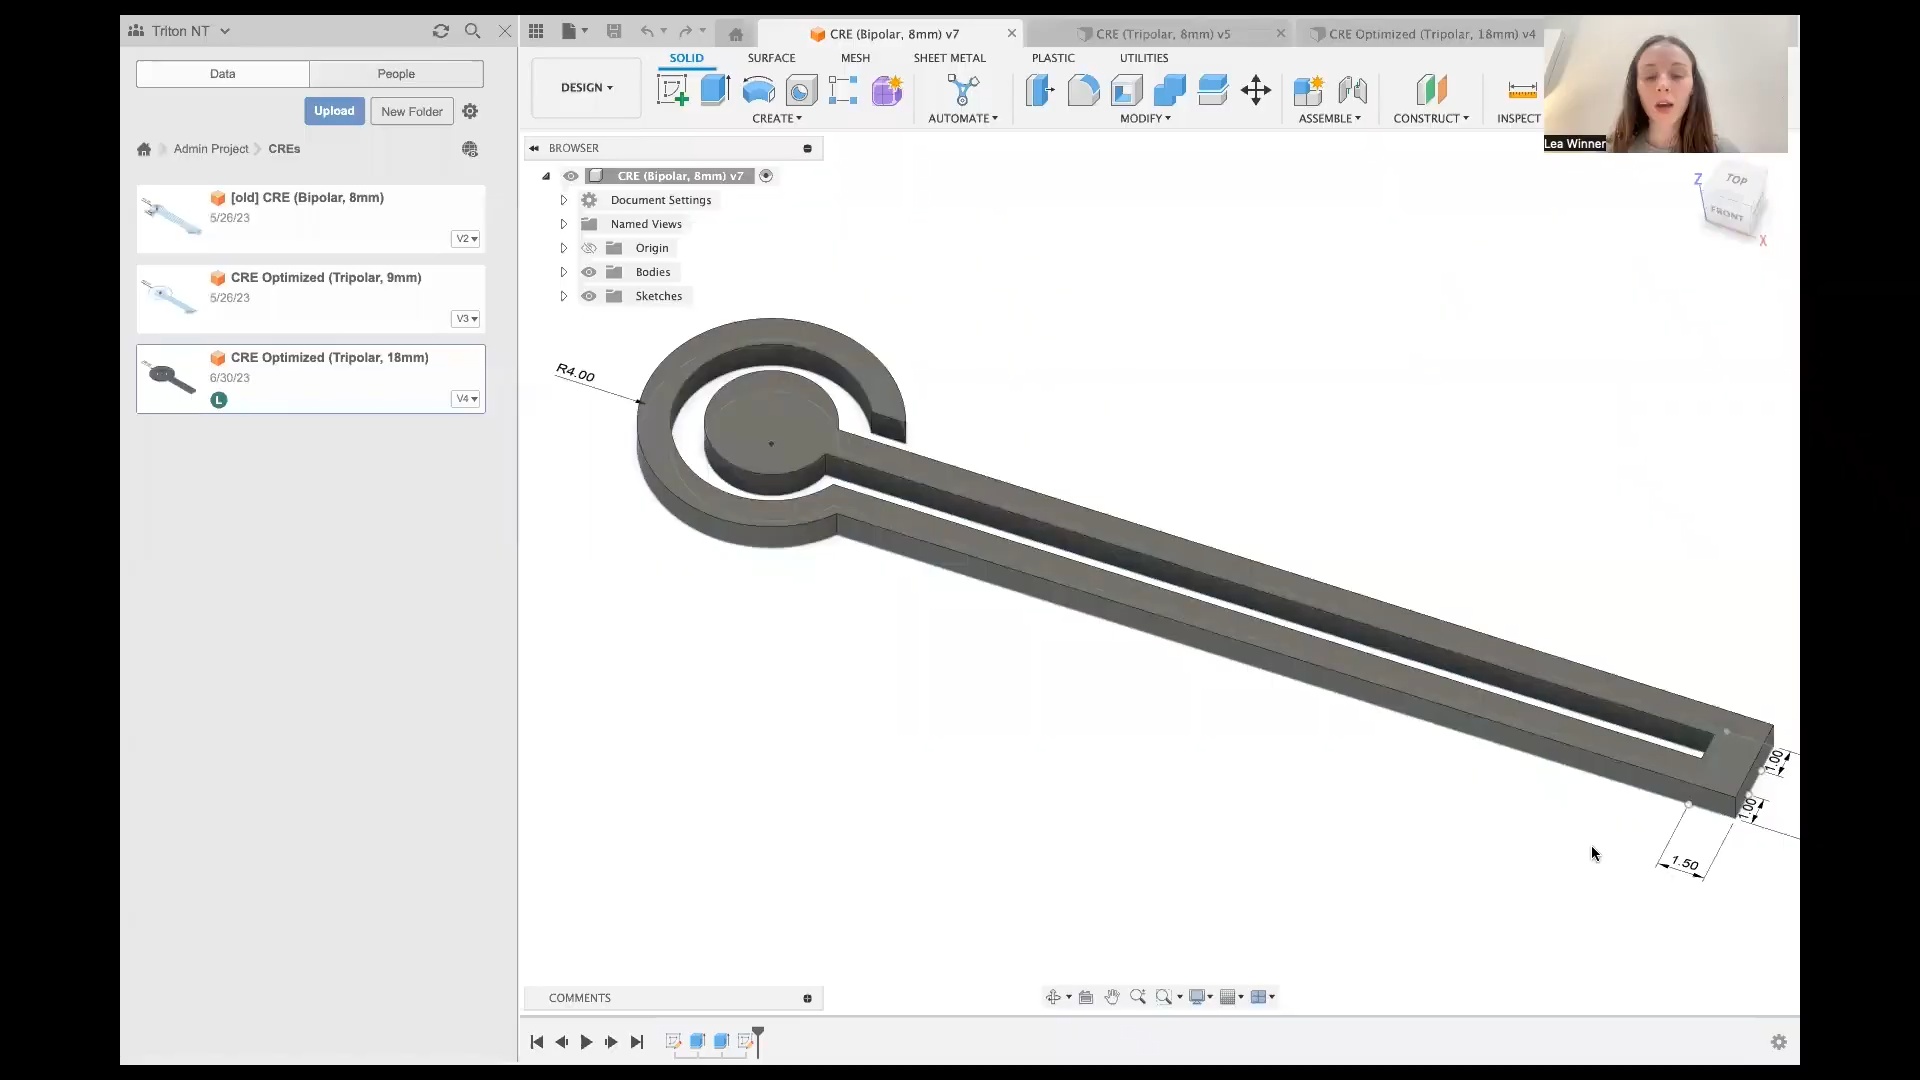 Triton NT
Data
People
Upload
New Folder
Admin Project
CREs
[old] CRE (Bipolar, 8mm)
5/26/23
V2
CRE Optimized (Tripolar, 9mm)
5/26/23
V3
CRE Optimized (Tripolar, 18mm)
6/30/23
L
V4
CRE (Bipolar, 8mm) v7
CRE (Tripolar, 8mm) v5
CRE Optimized (Tripolar, 18mm) v4
SOLID
SURFACE
MESH
SHEET METAL
PLASTIC
UTILITIES
DESIGN
CREATE
AUTOMATE
MODIFY
ASSEMBLE
CONSTRUCT
INSPECT
Lea Winner
BROWSER
CRE (Bipolar, 8mm) v7
Document Settings
Named Views
Origin
Bodies
Sketches
Z
TOP
FRONT
X
R4.00
1.00
1.00
1.50
COMMENTS